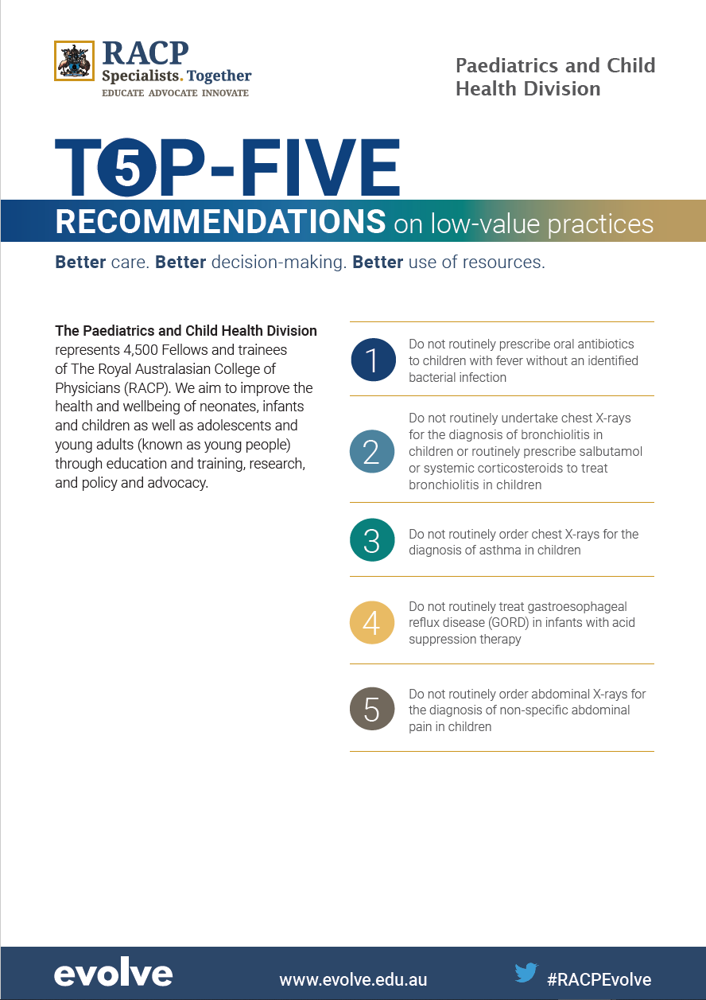 RACP
Specialists. Together
EDUCATE ADVOCATE INNOVATE
Paediatrics and Child
Health Division
T5P-FIVE
RECOMMENDATIONS on low-value practices
Better care. Better decision-making. Better use of resources.
The Paediatrics and Child Health Division
represents 4,500 Fellows and trainees
of The Royal Australasian College of
Physicians (RACP). We aim to improve the
health and wellbeing of neonates, infants
and children as well as adolescents and
young adults (known as young people)
through education and training, research,
and policy and advocacy.
1
Do not routinely prescribe oral antibiotics
to children with fever without an identified
bacterial infection
2
Do not routinely undertake chest X-rays
for the diagnosis of bronchiolitis in
children or routinely prescribe salbutamol
or systemic corticosteroids to treat
bronchiolitis in children
3
Do not routinely order chest X-rays for the
diagnosis of asthma in children
4
Do not routinely treat gastroesophageal
reflux disease (GORD) in infants with acid
suppression therapy
5
Do not routinely order abdominal X-rays for
the diagnosis of non-specific abdominal
pain in children
evolve
www.evolve.edu.au
#RACPEvolve